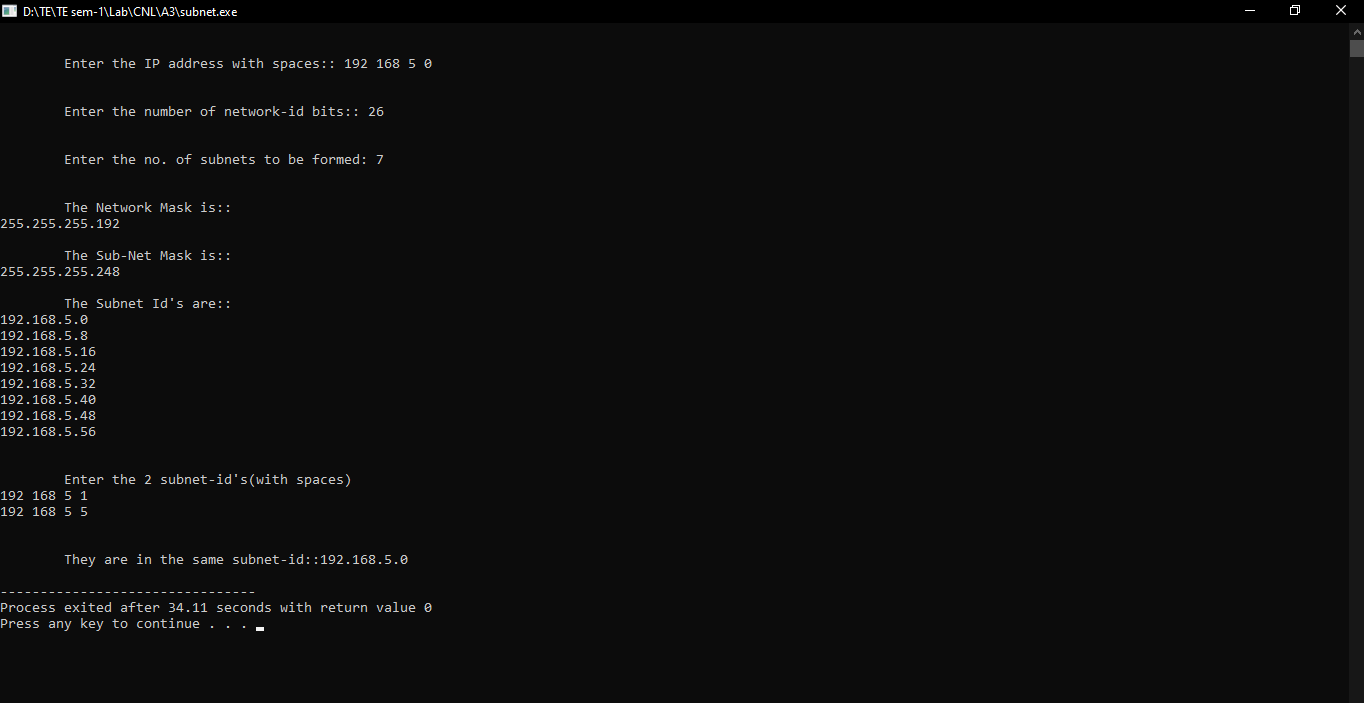 D:\TE\TE sem-1\Lab\CNL\A3\subnet.exe
Enter the IP address with spaces:: 192 168 5 0
Enter the number of network-id bits:: 26
Enter the no. of subnets to be formed: 7
The Network Mask is::
255.255.255.192
The Sub-Net Mask is::
255.255.255.248
The Subnet Id's are::
192.168.5.0
192.168.5.8
192.168.5.16
192.168.5.24
192.168.5.32
192.168.5.40
192.168.5.48
192.168.5.56
Enter the 2 subnet-id's(with spaces)
192 168 5 1
192 168 5 5
They are in the same subnet-id::192.168.5.0
--------------------------------
Process exited after 34.11 seconds with return value 0
Press any key to continue . . .